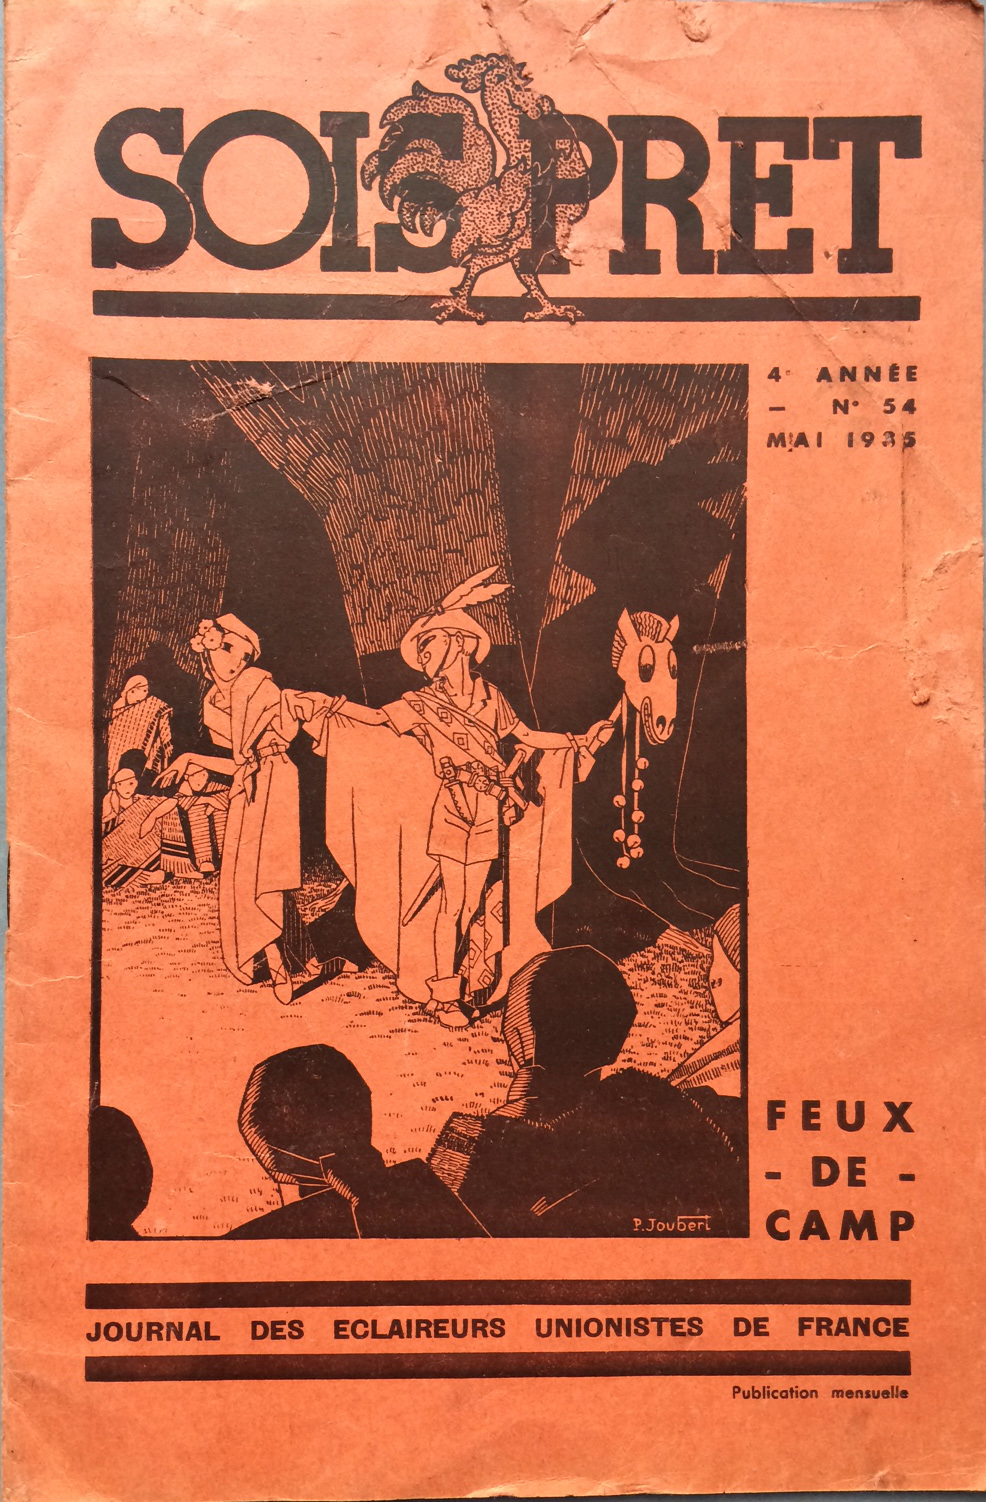 SOIS PRET
4e ANNÉE
— N° 54
MAI 1935
P. Joubert
FEUX
- DE -
CAMP
JOURNAL DES ECLAIREURS UNIONISTES DE FRANCE
Publication mensuelle